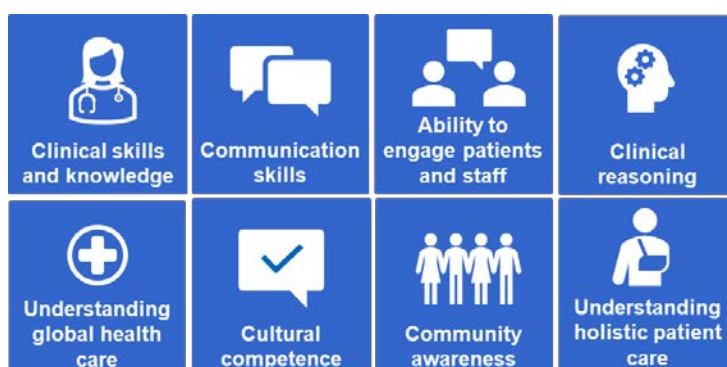 Clinical skills
and knowledge
Communication
skills
Ability to
engage patients
and staff
Clinical
reasoning
Understanding
global health
care
Cultural
competence
Community
awareness
Understanding
holistic patient
care